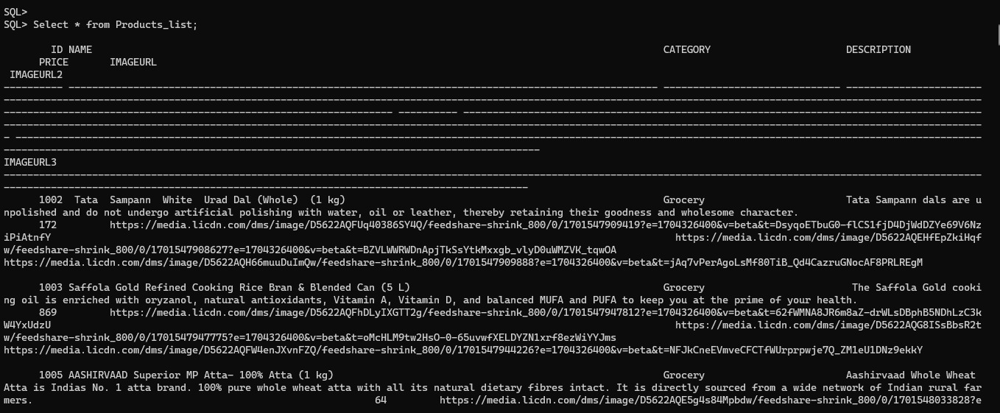 SQL>
SQL> Select * from Products_list;
ID NAME CATEGORY DESCRIPTION
PRICE IMAGEURL
IMAGEURL2
---------- ---------------------------------------------------------------------------------------------------- ------------------------------ -----------------------
----------------------------------------------------------------------------------------------------------------------------------------------------------------------
------------------------------------------------------------------ ---------- ----------------------------------------------------------------------------------------
----------------------------------------------------------------------------------------------------------------------------------------------------------------------
- --------------------------------------------------------------------------------------------------------------------------------------------------------------------
-------------------------------------------------------------------------------------------
IMAGEURL3
----------------------------------------------------------------------------------------------------------------------------------------------------------------------
-----------------------------------------------------------------------------------------
1002 Tata Sampann White Urad Dal (Whole) (1 kg) Grocery Tata Sampann dals are u
npolished and do not undergo artificial polishing with water, oil or leather, thereby retaining their goodness and wholesome character.
172 https://media.licdn.com/dms/image/D5622AQFUq40386SY4Q/feedshare-shrink_800/0/1701547909419?e=1704326400&v=beta&t=DsyqoETbuG0-flCS1fjD4DjWdDZYe69V6Nz
iPiAtnfY https://media.licdn.com/dms/image/D5622AQEHfEpZkiHqf
w/feedshare-shrink_800/0/1701547908627?e=1704326400&v=beta&t=BZVLWWRWDnApjTkSsYtkMxxgb_vlyD0uWMZVK_tqwOA
https://media.licdn.com/dms/image/D5622AQH66muuDuImQw/feedshare-shrink_800/0/1701547909888?e=1704326400&v=beta&t=jAq7vPerAgoLsMf80TiB_Qd4CazruGNocAF8PRLREgM
1003 Saffola Gold Refined Cooking Rice Bran & Blended Can (5 L) Grocery The Saffola Gold cooki
ng oil is enriched with oryzanol, natural antioxidants, Vitamin A, Vitamin D, and balanced MUFA and PUFA to keep you at the prime of your health.
869 https://media.licdn.com/dms/image/D5622AQFhDLyIXGTT2g/feedshare-shrink_800/0/1701547947812?e=1704326400&v=beta&t=62fWMNA8JR6m8aZ-drWLsDBphB5NDhLzC3k
W4YxUdzU https://media.licdn.com/dms/image/D5622AQG8ISsBbsR2t
w/feedshare-shrink_800/0/1701547947775?e=1704326400&v=beta&t=oMcHLM9tw2HsO-0-65uvwfXELDYZN1xrf8ezWiYYJms
https://media.licdn.com/dms/image/D5622AQFW4enJXvnFZQ/feedshare-shrink_800/0/1701547944226?e=1704326400&v=beta&t=NFJkCneEVmveCFCTfWUrprpwje7Q_ZM1eU1DNz9ekkY
1005 AASHIRVAAD Superior MP Atta- 100% Atta (1 kg) Grocery Aashirvaad Whole Wheat
Atta is Indias No. 1 atta brand. 100% pure whole wheat atta with all its natural dietary fibres intact. It is directly sourced from a wide network of Indian rural far
mers. 64 https://media.licdn.com/dms/image/D5622AQE5g4s84Mpbdw/feedshare-shrink_800/0/1701548033828?e